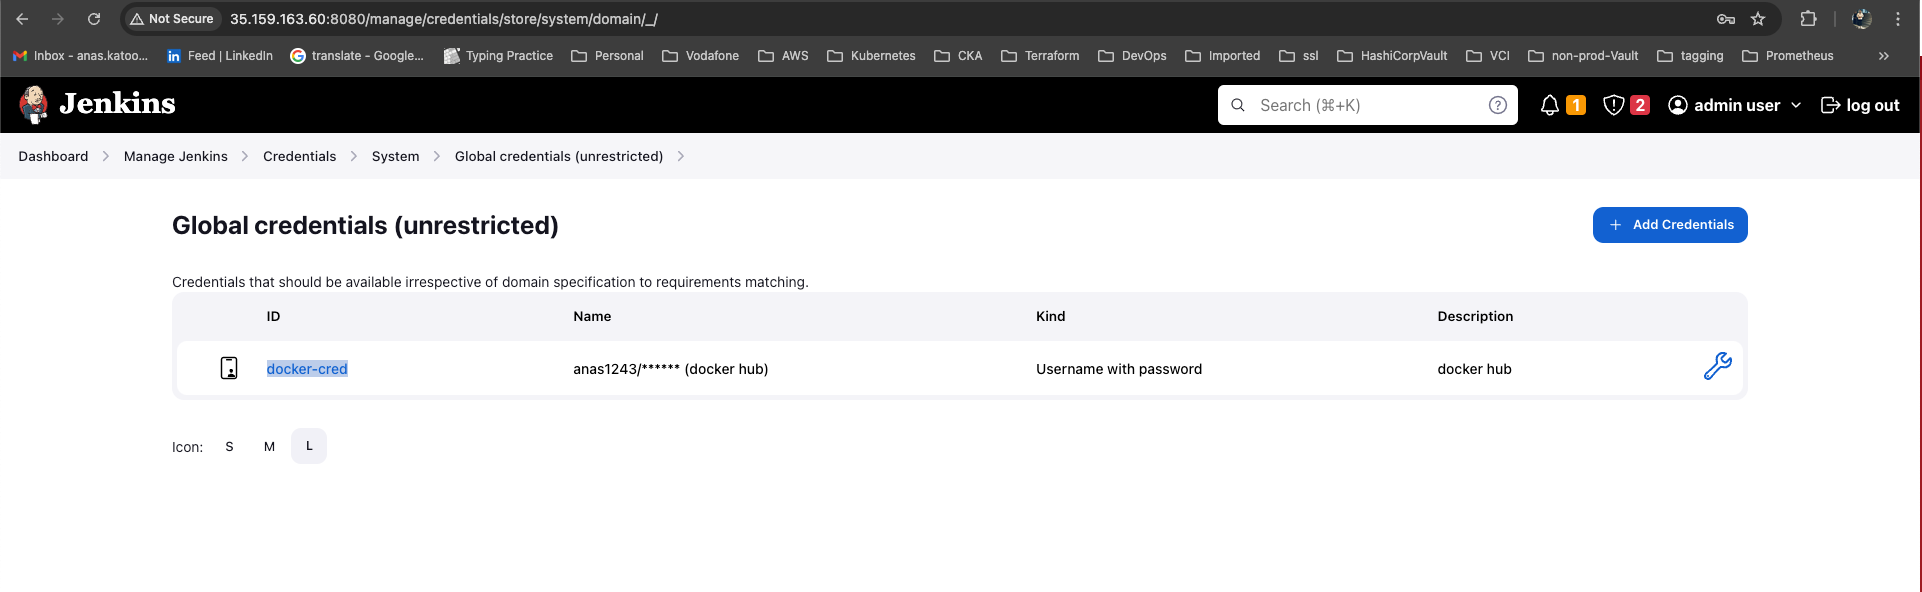 Not Secure 35.159.163.60:8080/manage/credentials/store/system/domain/_/
Inbox - anas.katoo... Feed | LinkedIn translate - Google... Typing Practice Personal Vodafone AWS Kubernetes CKA Terraform DevOps Imported ssl HashiCorpVault VCI non-prod-Vault tagging Prometheus »
Jenkins Search (⌘+K) ? 1 2 admin user log out
Dashboard Manage Jenkins Credentials System Global credentials (unrestricted)
Global credentials (unrestricted) + Add Credentials
Credentials that should be available irrespective of domain specification to requirements matching.
ID Name Kind Description
docker-cred anas1243/****** (docker hub) Username with password docker hub
Icon: S M L